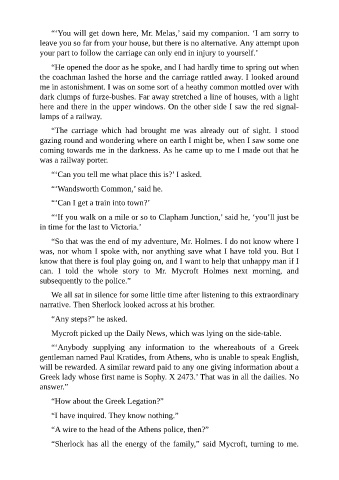 “‘You will get down here, Mr. Melas,’ said my companion. ‘I am sorry to
leave you so far from your house, but there is no alternative. Any attempt upon
your part to follow the carriage can only end in injury to yourself.’
“He opened the door as he spoke, and I had hardly time to spring out when
the coachman lashed the horse and the carriage rattled away. I looked around
me in astonishment. I was on some sort of a heathy common mottled over with
dark clumps of furze-bushes. Far away stretched a line of houses, with a light
here and there in the upper windows. On the other side I saw the red signal-
lamps of a railway.
“The carriage which had brought me was already out of sight. I stood
gazing round and wondering where on earth I might be, when I saw some one
coming towards me in the darkness. As he came up to me I made out that he
was a railway porter.
“‘Can you tell me what place this is?’ I asked.
“‘Wandsworth Common,’ said he.
“‘Can I get a train into town?’
“‘If you walk on a mile or so to Clapham Junction,’ said he, ‘you’ll just be
in time for the last to Victoria.’
“So that was the end of my adventure, Mr. Holmes. I do not know where I
was, nor whom I spoke with, nor anything save what I have told you. But I
know that there is foul play going on, and I want to help that unhappy man if I
can. I told the whole story to Mr. Mycroft Holmes next morning, and
subsequently to the police.”
We all sat in silence for some little time after listening to this extraordinary
narrative. Then Sherlock looked across at his brother.
“Any steps?” he asked.
Mycroft picked up the Daily News, which was lying on the side-table.
“‘Anybody supplying any information to the whereabouts of a Greek
gentleman named Paul Kratides, from Athens, who is unable to speak English,
will be rewarded. A similar reward paid to any one giving information about a
Greek lady whose first name is Sophy. X 2473.’ That was in all the dailies. No
answer.”
“How about the Greek Legation?”
“I have inquired. They know nothing.”
“A wire to the head of the Athens police, then?”
“Sherlock has all the energy of the family,” said Mycroft, turning to me.